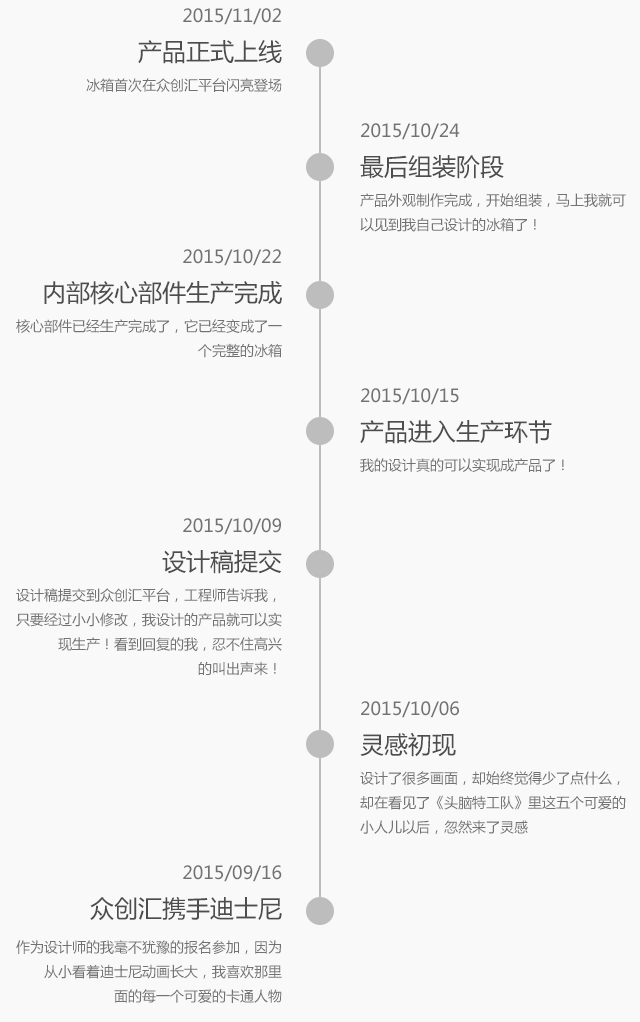 2015/11/02
产品正式上线
冰箱首次在众创汇平台闪亮登场
2015/10/24
最后组装阶段
产品外观制作完成，开始组装，马上我就可
以见到我自己设计的冰箱了！
2015/10/22
内部核心部件生产完成
核心部件已经生产完成了，它已经变成了一
个完整的冰箱
2015/10/15
产品进入生产环节
我的设计真的可以实现成产品了！
2015/10/09
设计稿提交
设计稿提交到众创汇平台，工程师告诉我，
只要经过小小修改，我设计的产品就可以实
现生产！看到回复的我，忍不住高兴
的叫出声来！
2015/10/06
灵感初现
设计了很多画面，却始终觉得少了点什么，
却在看见了《头脑特工队》里这五个可爱的
小人儿以后，忽然来了灵感
2015/09/16
众创汇携手迪士尼
作为设计师的我毫不犹豫的报名参加，因为
从小看着迪士尼动画长大，我喜欢那里
面的每一个可爱的卡通人物